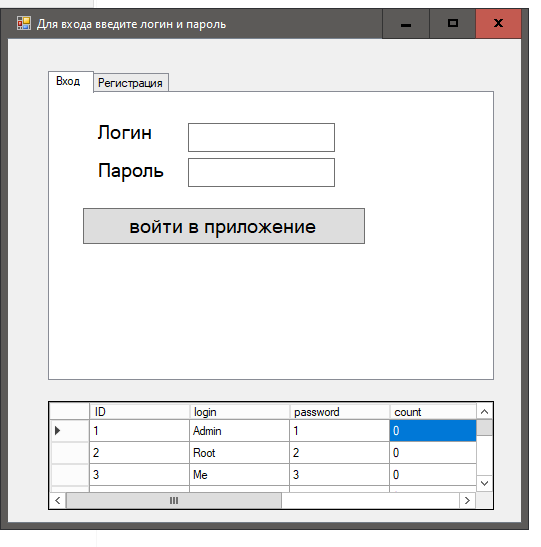 Для входа введите логин и пароль
Вход Регистрация
Логин
Пароль
войти в приложение
ID login password count
1 Admin 1 0
2 Root 2 0
3 Me 3 0